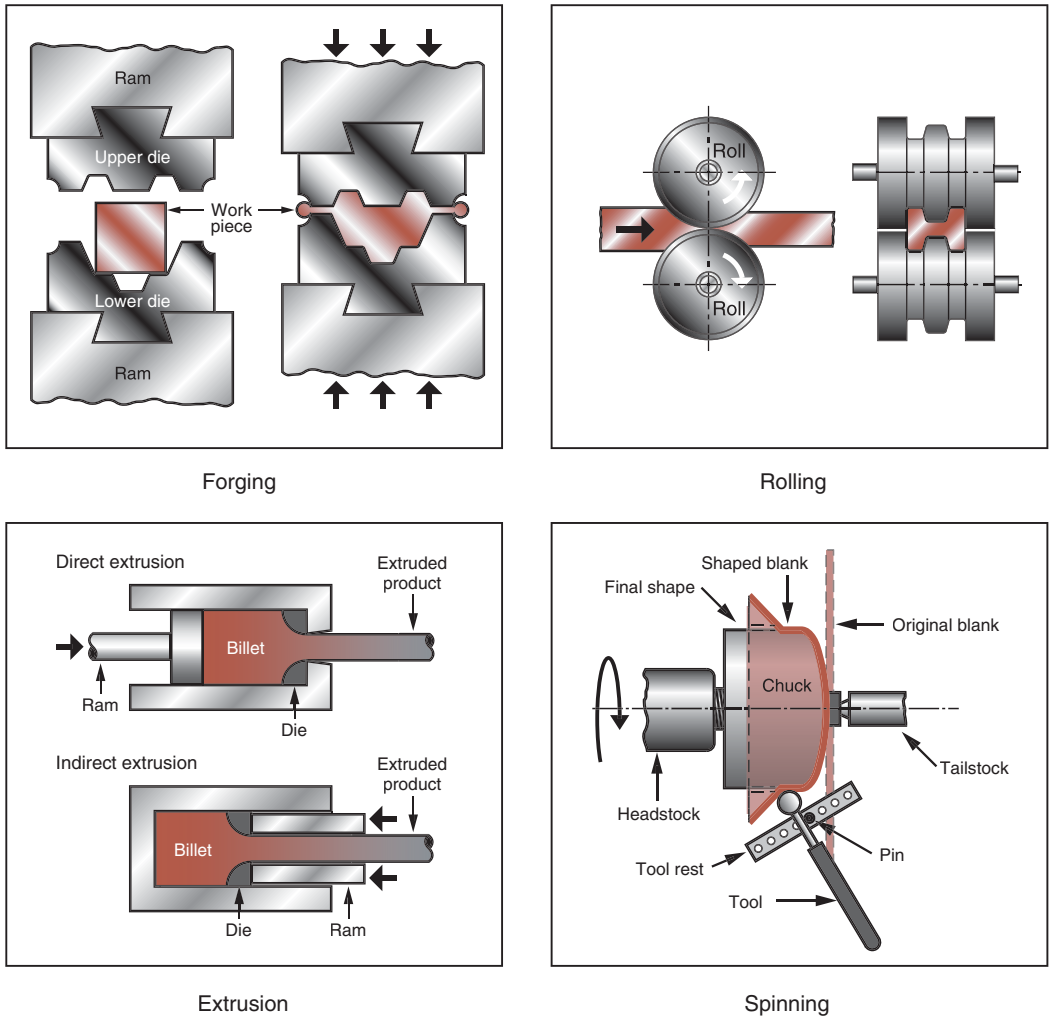 Ram
Upper die
Work
piece
Lower die
Ram
Forging
Roll
Roll
Rolling
Direct extrusion
Extruded
product
Billet
Ram
Die
Indirect extrusion
Extruded
product
Billet
Die
Ram
Extrusion
Shaped blank
Final shape
Original blank
Chuck
Tailstock
Headstock
Pin
Tool rest
Tool
Spinning